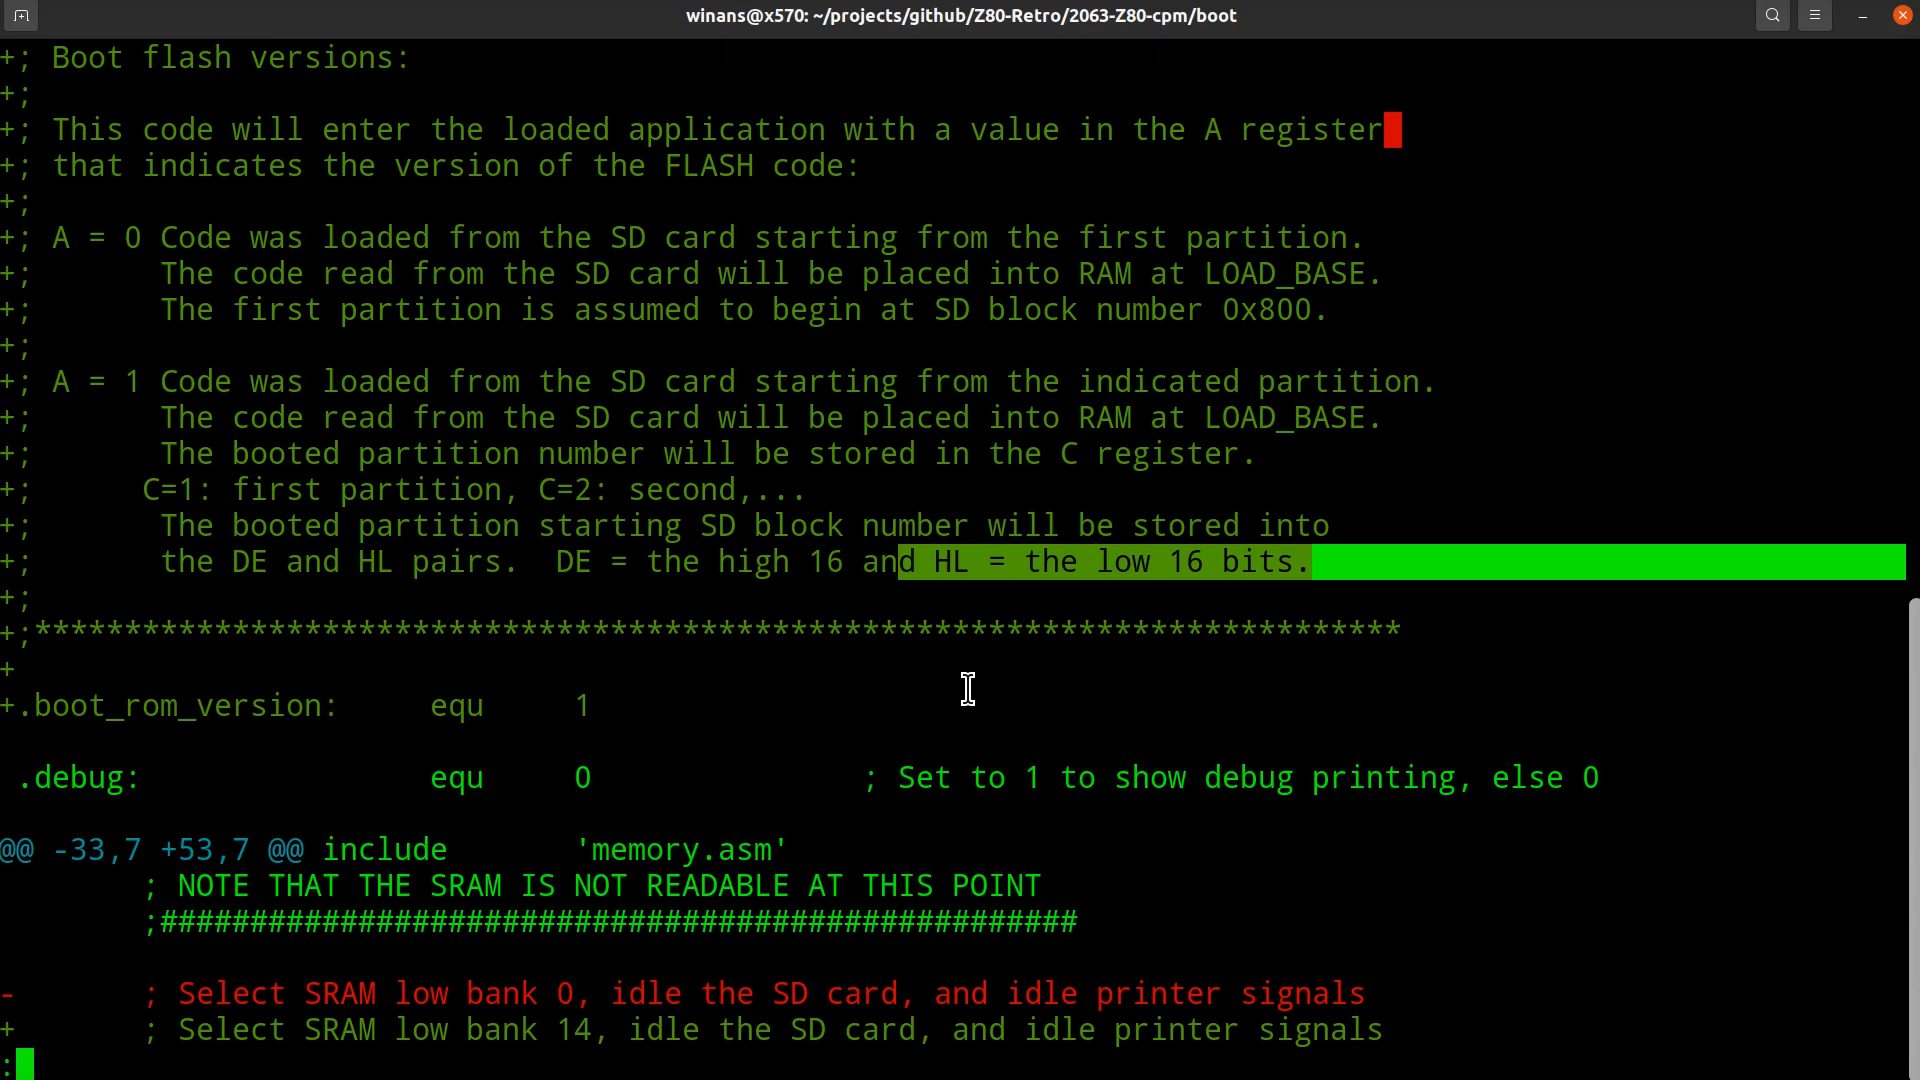 winans@x570: ~/projects/github/Z80-Retro/2063-Z80-cpm/boot
+; Boot flash versions:
+;
+; This code will enter the loaded application with a value in the A register
+; that indicates the version of the FLASH code:
+;
+; A = 0 Code was loaded from the SD card starting from the first partition.
+;       The code read from the SD card will be placed into RAM at LOAD_BASE.
+;       The first partition is assumed to begin at SD block number 0x800.
+;
+; A = 1 Code was loaded from the SD card starting from the indicated partition.
+;       The code read from the SD card will be placed into RAM at LOAD_BASE.
+;       The booted partition number will be stored in the C register.
+;      C=1: first partition, C=2: second,...
+;       The booted partition starting SD block number will be stored into
+;       the DE and HL pairs.  DE = the high 16 and HL = the low 16 bits.
+;
+;****************************************************************************
+
+.boot_rom_version:     equ     1
 .debug:                equ     0               ; Set to 1 to show debug printing, else 0
@@ -33,7 +53,7 @@ include       'memory.asm'
        ; NOTE THAT THE SRAM IS NOT READABLE AT THIS POINT
        ;###################################################
-       ; Select SRAM low bank 0, idle the SD card, and idle printer signals
+       ; Select SRAM low bank 14, idle the SD card, and idle printer signals
: